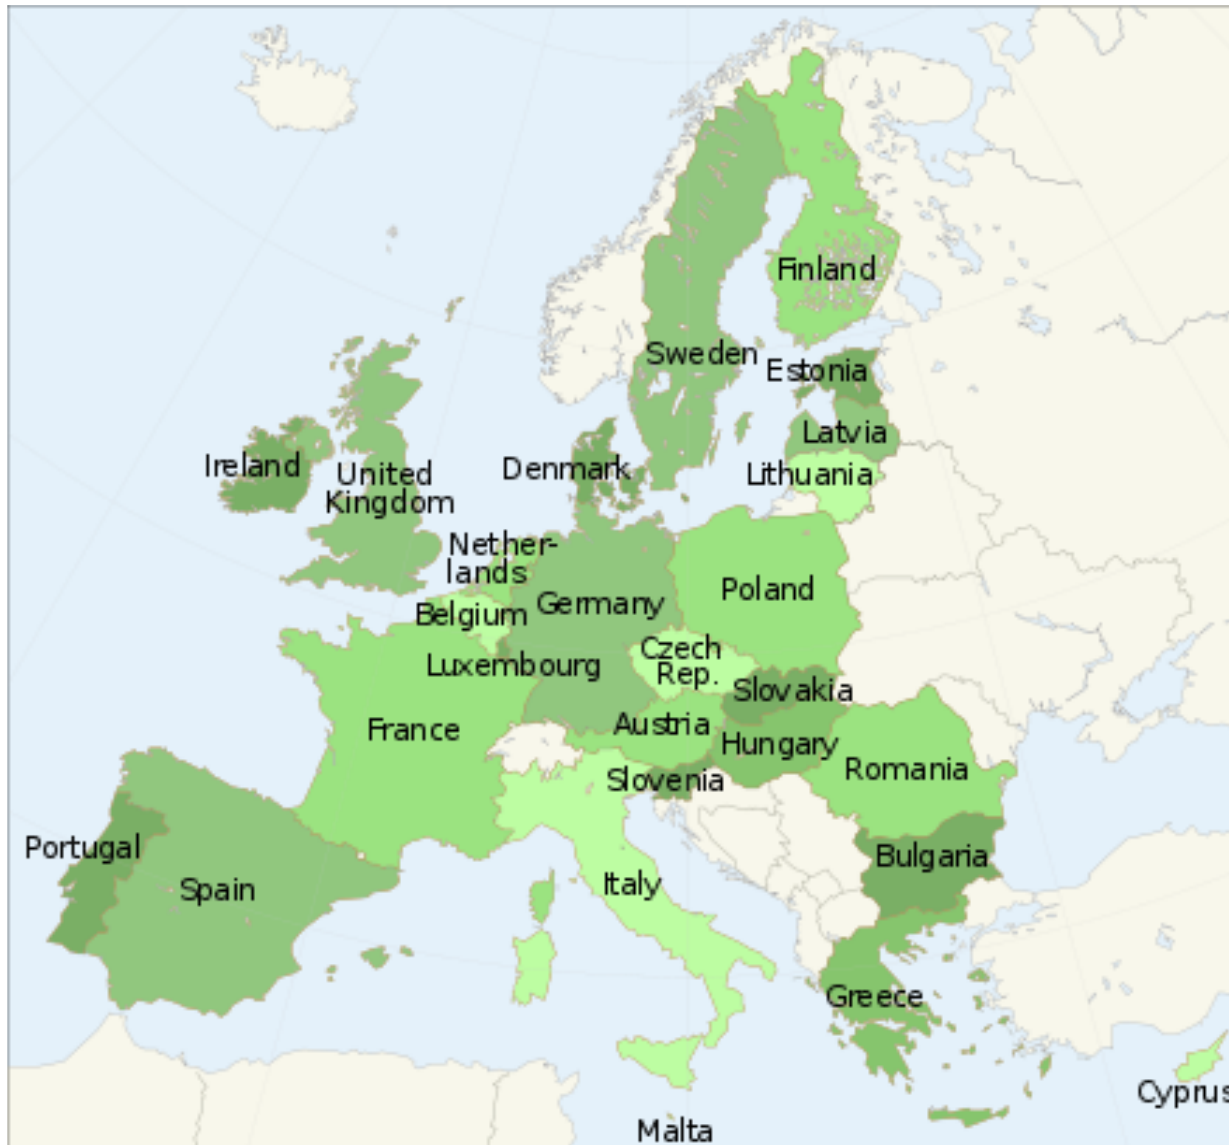 Finland
Sweden
Estonia
Latvia
Ireland
United
Kingdom
Denmark
Lithuania
Nether-
lands
Belgium
Germany
Poland
Luxembourg
Czech
Rep.
Slovakia
France
Austria
Hungary
Slovenia
Romania
Portugal
Spain
Italy
Bulgaria
Greece
Cyprus
Malta